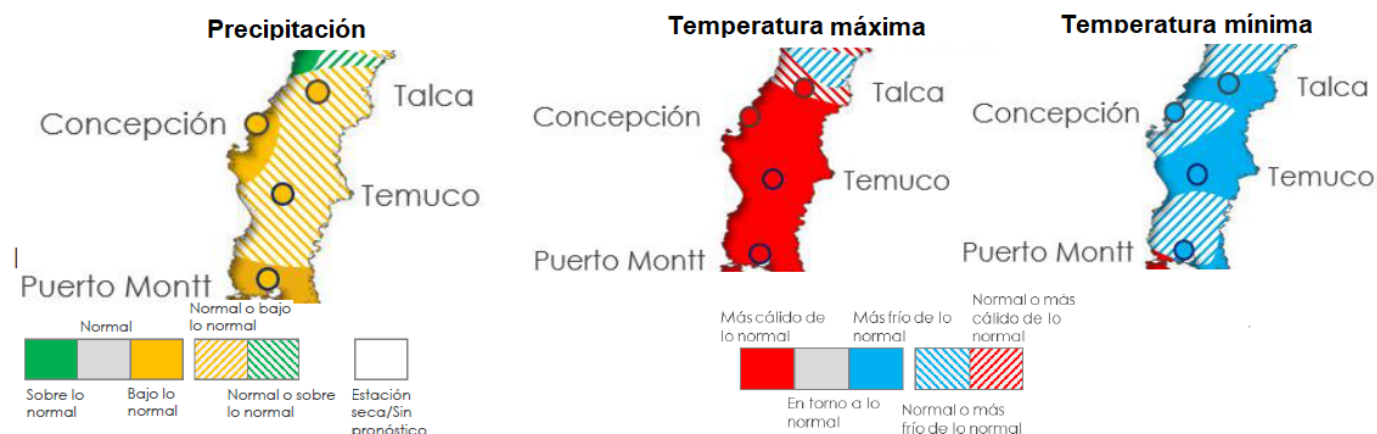 Precipitación
Talca
Concepción
Temuco
Puerto Montt
Normal
Normal o bajo
lo normal
Sobre lo
normal
Bajo lo
normal
Normal o sobre
lo normal
Estación
seca/Sin
pronóstico
Temperatura máxima
Talca
Concepción
Temuco
Puerto Montt
Más cálido de
lo normal
Más frío de lo
normal
Normal o más
cálido de lo
normal
En torno a lo
normal
Normal o más
frío de lo normal
Temperatura mínima
Talca
Concepción
Temuco
Puerto Montt